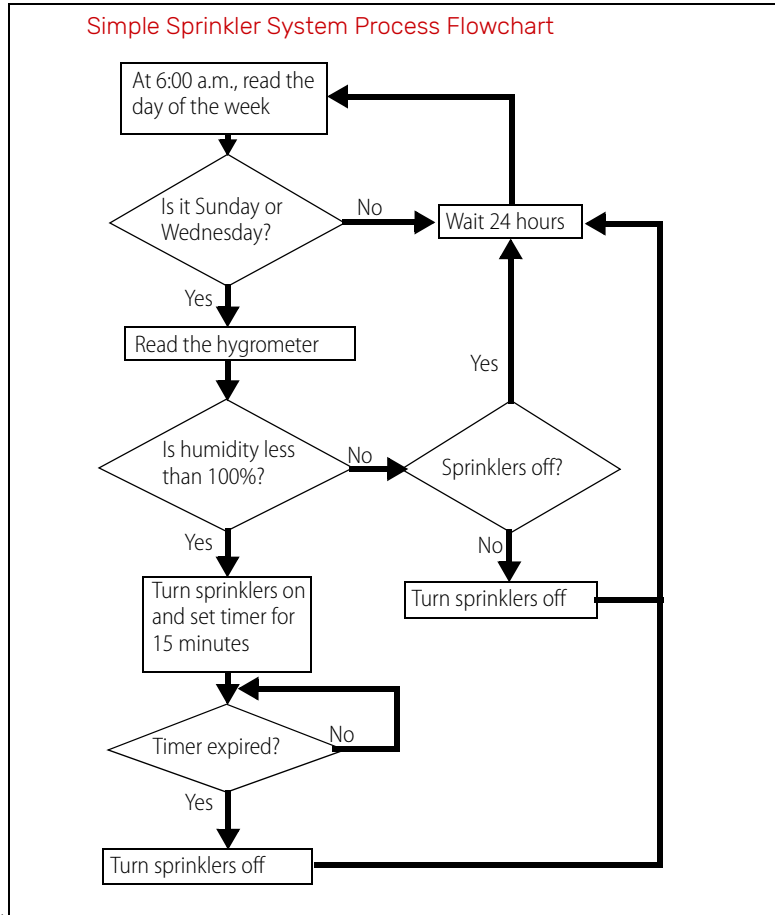 Simple Sprinkler System Process Flowchart
At 6:00 a.m., read the
day of the week
Is it Sunday or
Wednesday?
No
Wait 24 hours
Yes
Read the hygrometer
Yes
Is humidity less
than 100%?
No
Sprinklers off?
Yes
No
Turn sprinklers on
and set timer for
15 minutes
Turn sprinklers off
Timer expired?
No
Yes
Turn sprinklers off